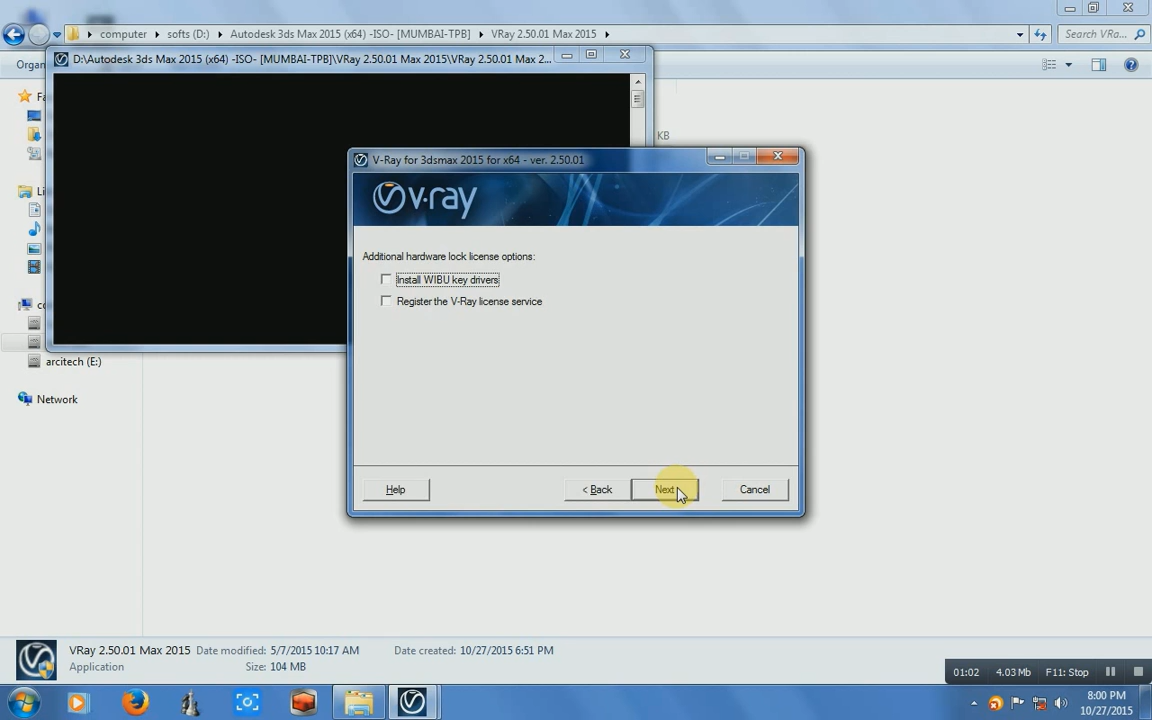 computer
softs (D:)
Autodesk 3ds Max 2015 (x64) -ISO- [MUMBAI-TPB]
VRay 2.50.01 Max 2015
Search VRa...
D:\Autodesk 3ds Max 2015 (x64) -ISO- [MUMBAI-TPB]\VRay 2.50.01 Max 2015\VRay 2.50.01 Max 2...
KB
V-Ray for 3dsmax 2015 for x64 - ver. 2.50.01
v·ray
Additional hardware lock license options:
Install WIBU key drivers
Register the V-Ray license service
arcitech (E:)
Network
Help
< Back
Next
Cancel
VRay 2.50.01 Max 2015 Date modified: 5/7/2015 10:17 AM Date created: 10/27/2015 6:51 PM
Application Size: 104 MB
01:02 4.03 Mb F11: Stop
8:00 PM
10/27/2015